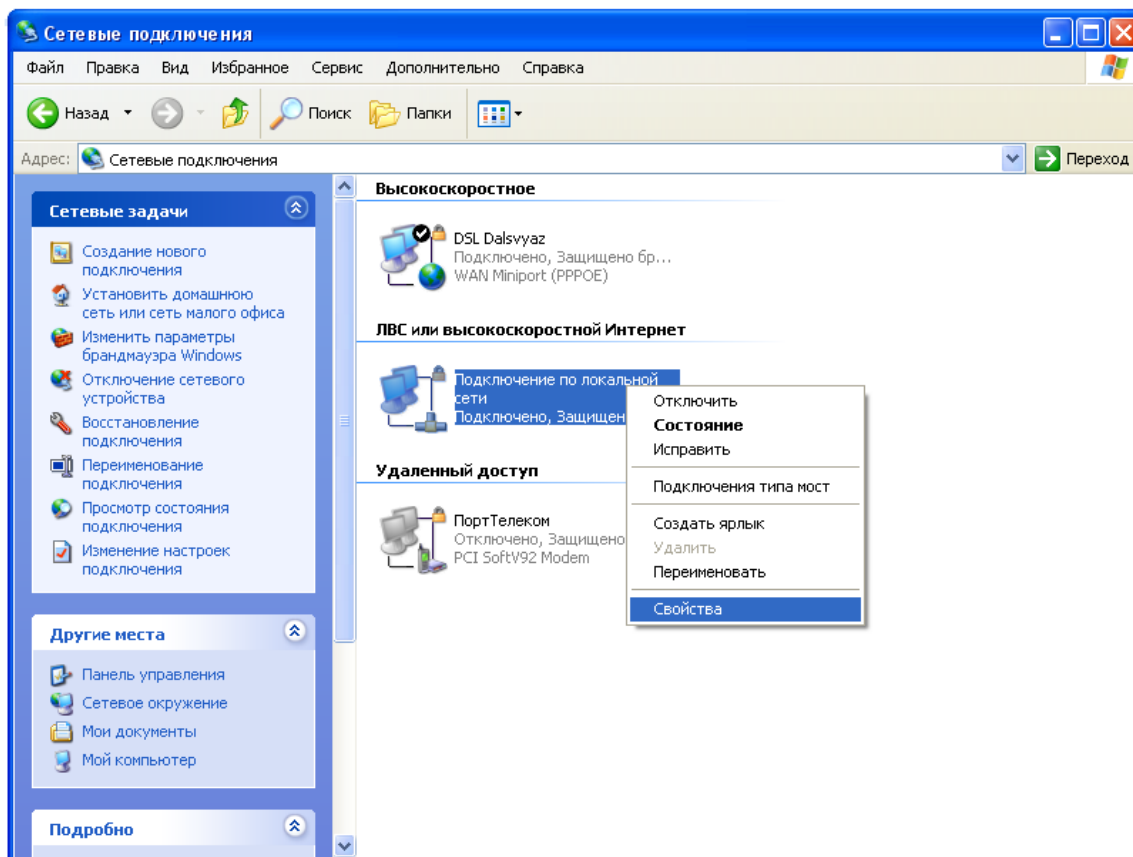 Сетевые подключения
Файл Правка Вид Избранное Сервис Дополнительно Справка
Назад Поиск Папки
Адрес: Сетевые подключения Переход
Сетевые задачи
Создание нового
подключения
Установить домашнюю
сеть или сеть малого офиса
Изменить параметры
брандмауэра Windows
Отключение сетевого
устройства
Восстановление
подключения
Переименование
подключения
Просмотр состояния
подключения
Изменение настроек
подключения
Другие места
Панель управления
Сетевое окружение
Мои документы
Мой компьютер
Подробно
Высокоскоростное
DSL Dalsvyaz
Подключено, Защищено бр...
WAN Miniport (PPPOE)
ЛВС или высокоскоростной Интернет
Подключение по локальной
сети
Подключено, Защищен
Удаленный доступ
ПортТелеком
Отключено, Защищено
PCI SoftV92 Modem
Отключить
Состояние
Исправить
Подключения типа мост
Создать ярлык
Удалить
Переименовать
Свойства